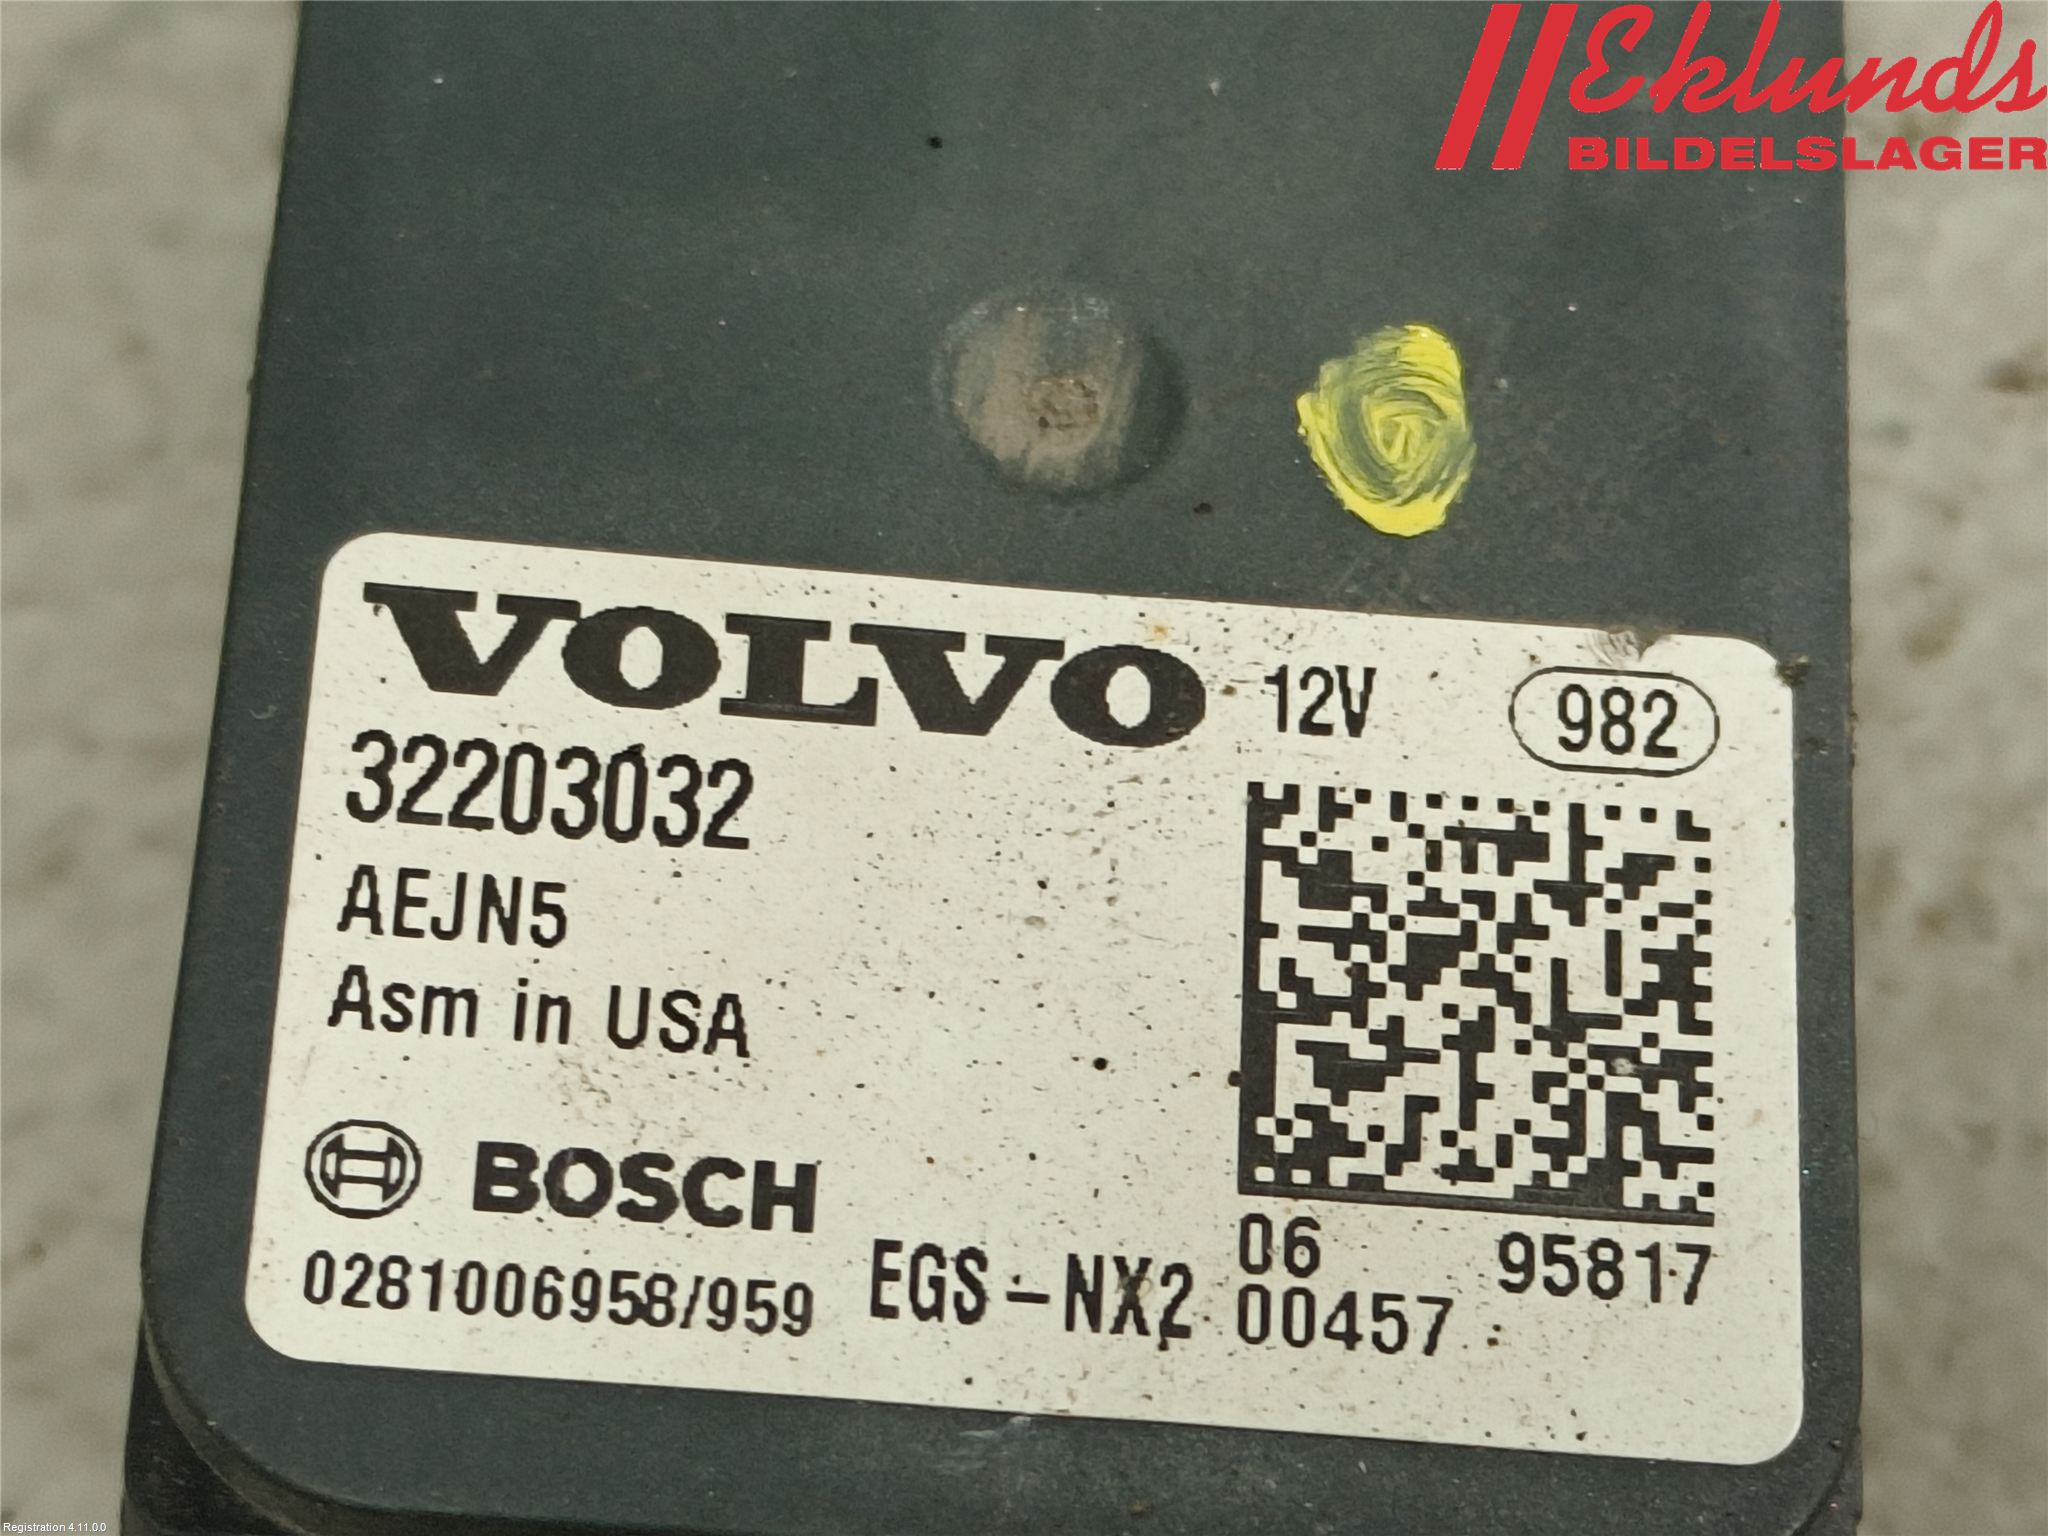 Eklunds
BILDELSLAGER
VOLVO 12V 982
32203032
AEJN5
Asm in USA
BOSCH
0281006958/959 EGS-NX2
06 95817
00457
Registration 4.11.0.0